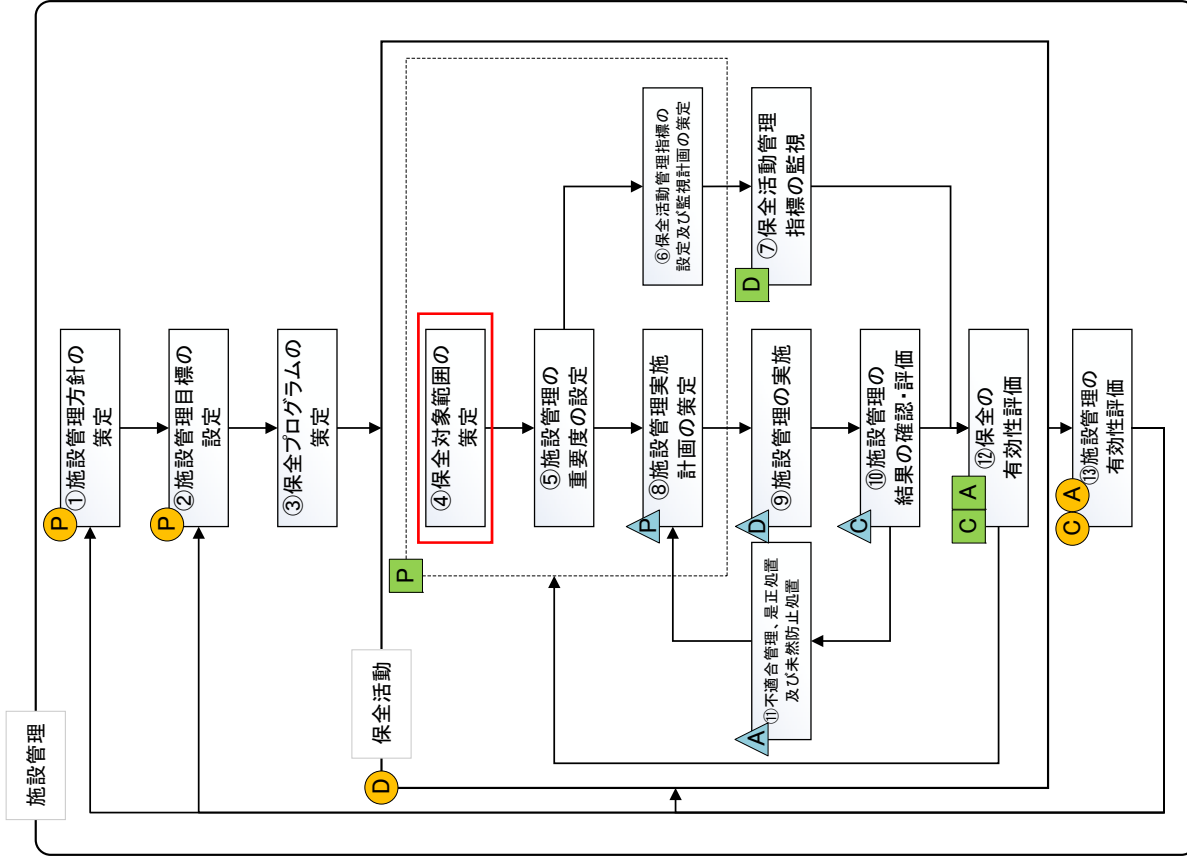 施設管理
P
①施設管理方針の
策定
P
②施設管理目標の
設定
③保全プログラムの
策定
D
保全活動
P
④保全対象範囲の
策定
⑤施設管理の
重要度の設定
⑥保全活動管理指標の
設定及び監視計画の策定
P
⑧施設管理実施
計画の策定
D
⑦保全活動管理
指標の監視
D
⑨施設管理の実施
A
⑪不適合管理、是正処置
及び未然防止処置
C
⑩施設管理の
結果の確認・評価
C A
⑫保全の
有効性評価
C A
⑬施設管理の
有効性評価